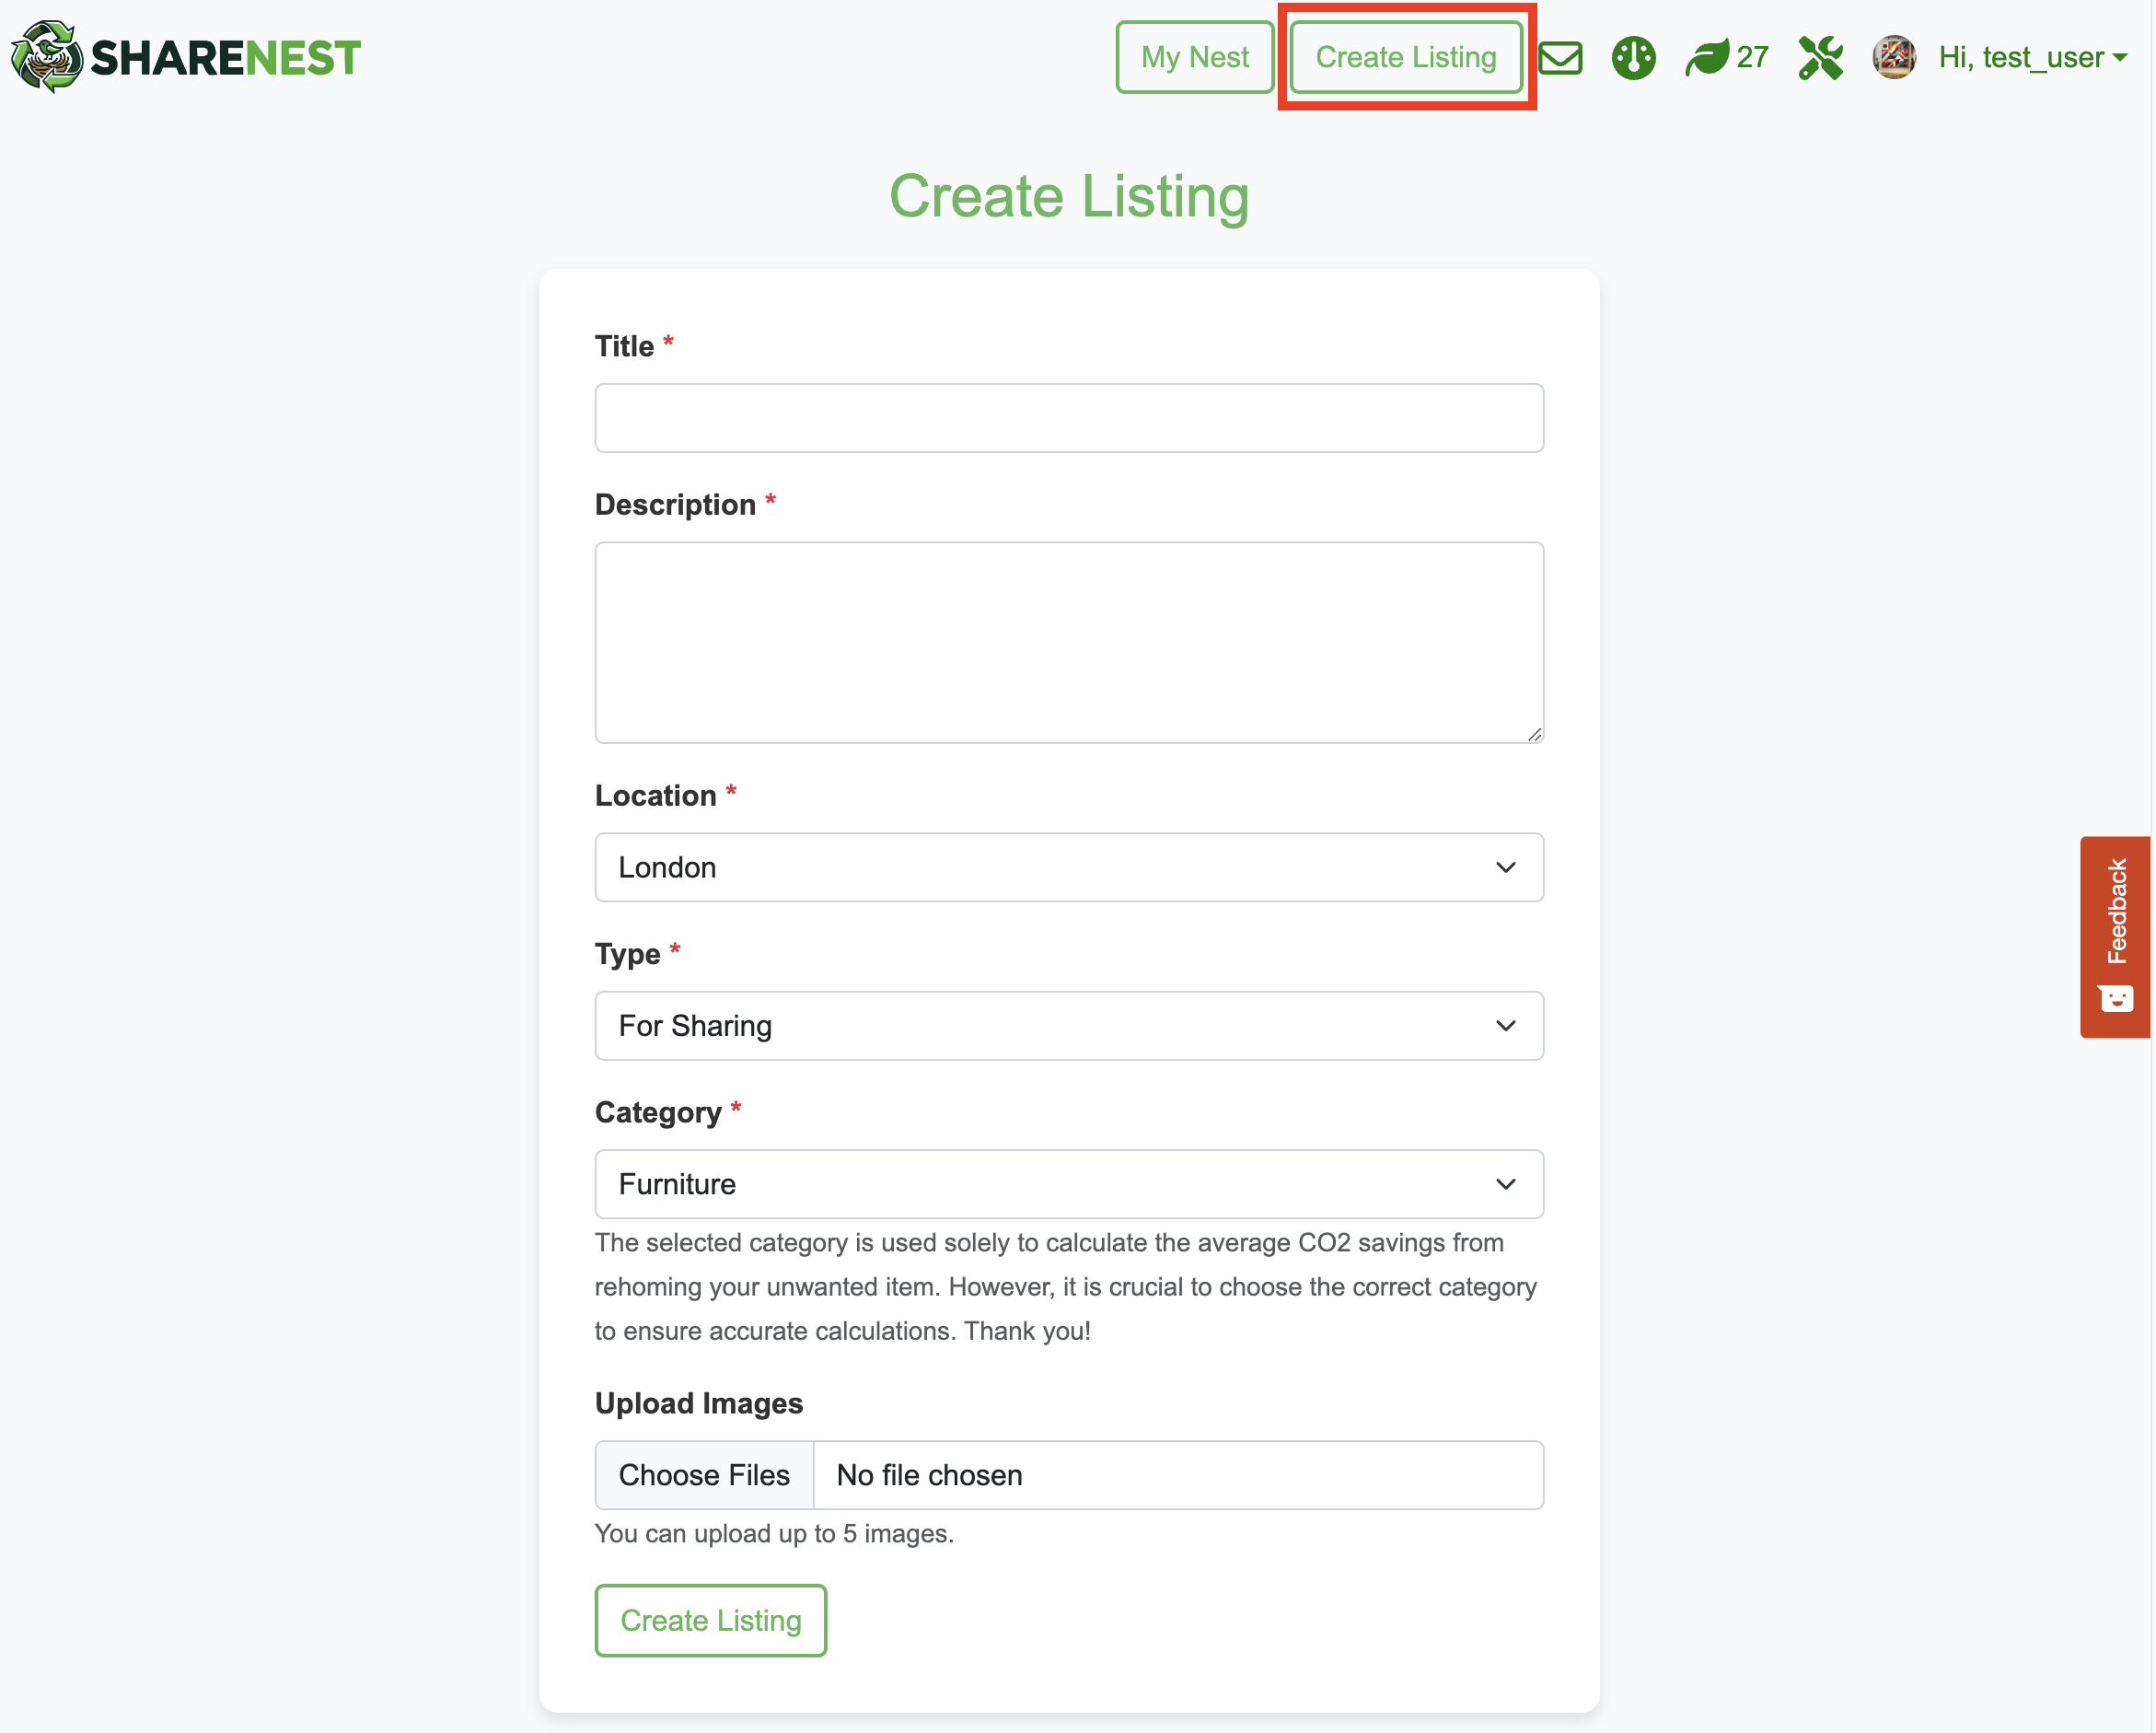 SHARENEST
My Nest
Create Listing
27
Hi, test_user
Create Listing
Title *
Description *
Location *
London
Type *
For Sharing
Category *
Furniture
The selected category is used solely to calculate the average CO2 savings from
rehoming your unwanted item. However, it is crucial to choose the correct category
to ensure accurate calculations. Thank you!
Upload Images
Choose Files No file chosen
You can upload up to 5 images.
Create Listing
Feedback